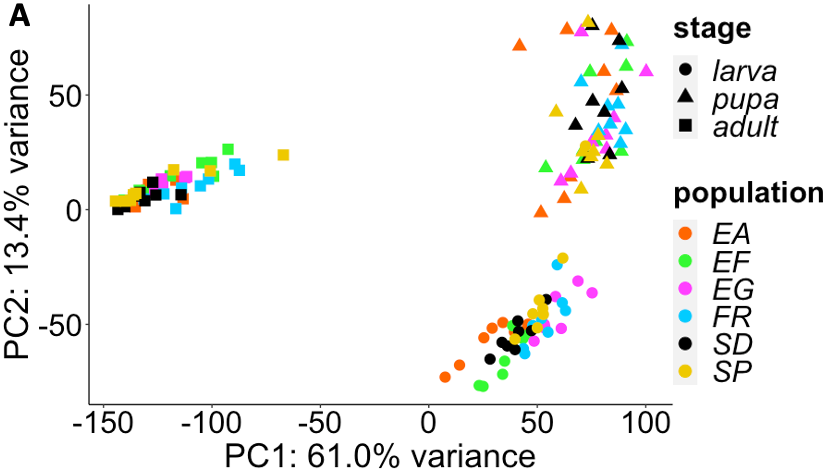 A
PC2: 13.4% variance
50
0
-50
-150
-100
-50
0
50
100
PC1: 61.0% variance
stage
larva
pupa
adult
population
EA
EF
EG
FR
SD
SP